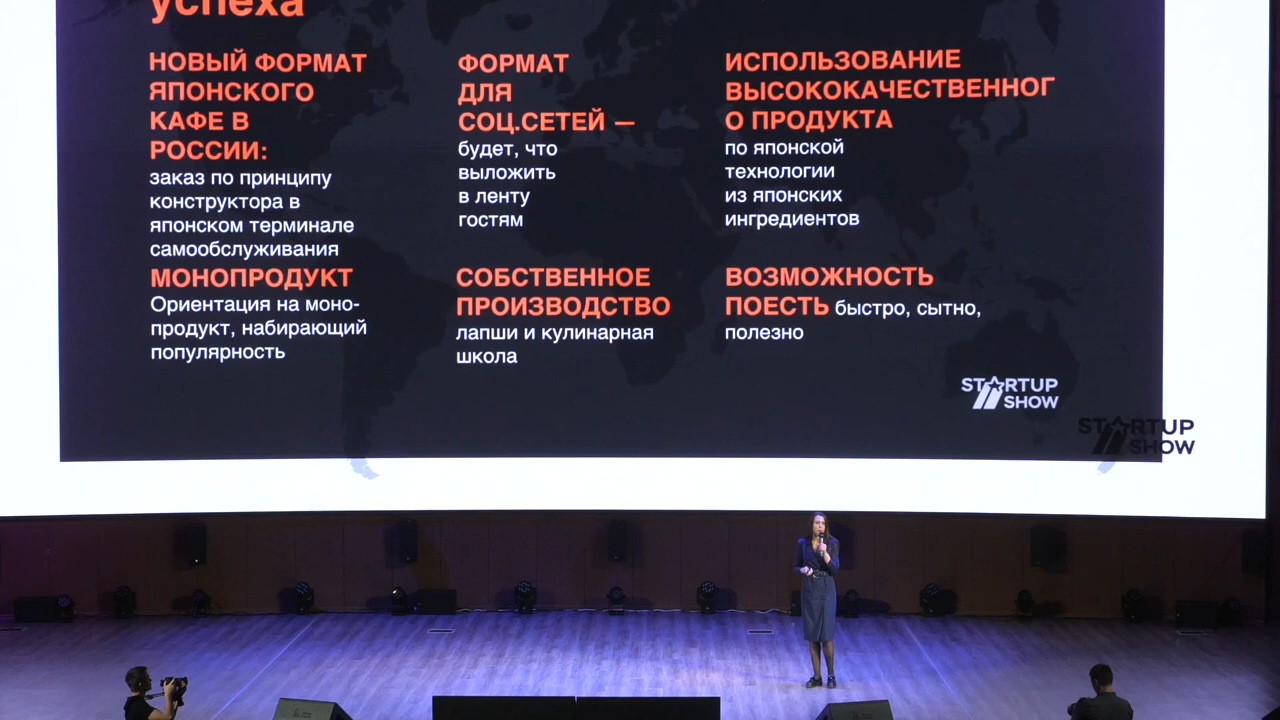 успеха
НОВЫЙ ФОРМАТ
ЯПОНСКОГО
КАФЕ В
РОССИИ:
заказ по принципу
конструктора в
японском терминале
самообслуживания
ФОРМАТ
ДЛЯ
СОЦ.СЕТЕЙ —
будет, что
выложить
в ленту
гостям
ИСПОЛЬЗОВАНИЕ
ВЫСОКОКАЧЕСТВЕННОГ
О ПРОДУКТА
по японской
технологии
из японских
ингредиентов
МОНОПРОДУКТ
Ориентация на моно-
продукт, набирающий
популярность
СОБСТВЕННОЕ
ПРОИЗВОДСТВО
лапши и кулинарная
школа
ВОЗМОЖНОСТЬ
ПОЕСТЬ быстро, сытно,
полезно
STARTUP
SHOW
STARTUP
SHOW